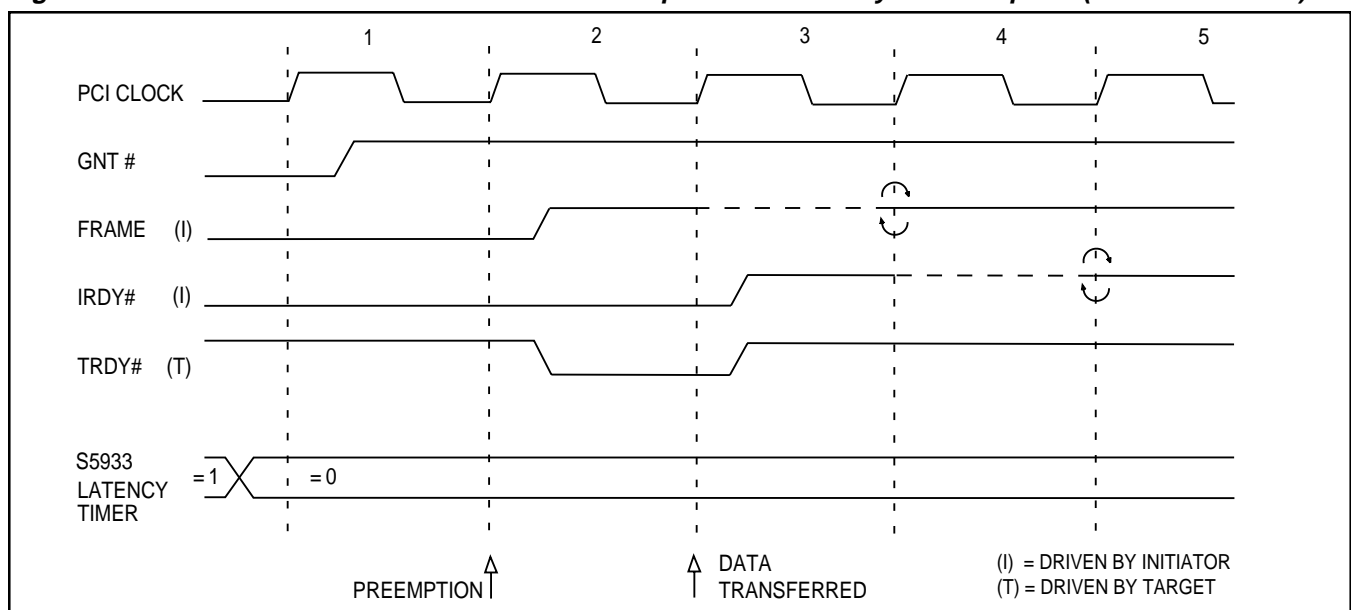 1 2 3 4 5
PCI CLOCK
GNT #
FRAME (I)
IRDY# (I)
TRDY# (T)
S5933
LATENCY
TIMER
= 1
= 0
PREEMPTION
DATA
TRANSFERRED
(I) = DRIVEN BY INITIATOR
(T) = DRIVEN BY TARGET